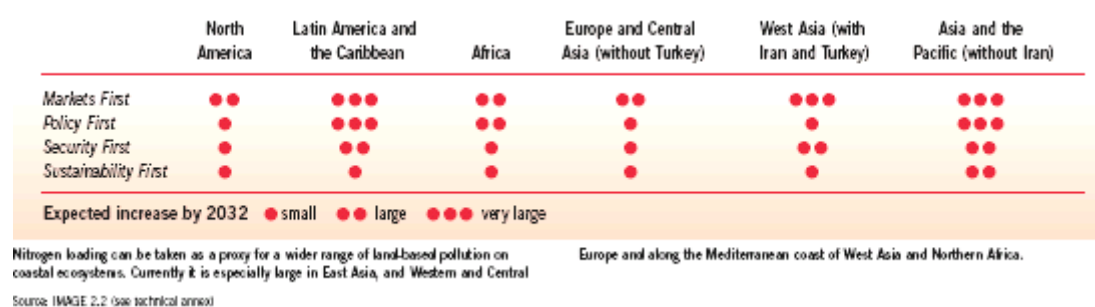 North America Latin America and the Caribbean Africa Europe and Central Asia (without Turkey) West Asia (with Iran and Turkey) Asia and the Pacific (without Iran)
Markets First
Policy First
Security First
Sustainability First
Expected increase by 2032 small large very large
Nitrogen loading can be taken as a proxy for a wider range of land-based pollution on
coastal ecosystems. Currently it is especially large in East Asia, and Western and Central
Europe and along the Mediterranean coast of West Asia and Northern Africa.
Source: IMAGE 2.2 (see technical annex)